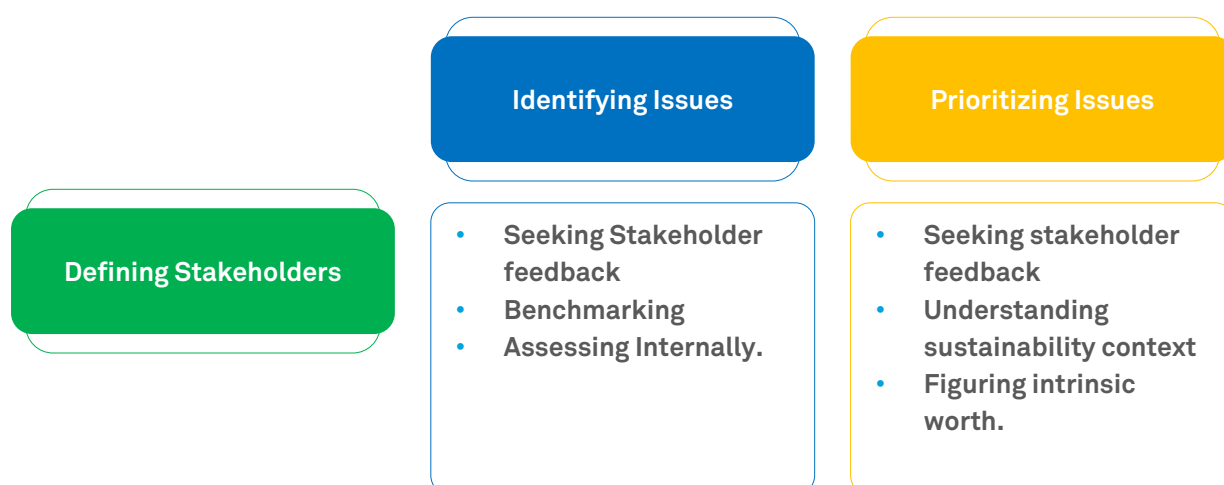 Identifying Issues
Prioritizing Issues
Defining Stakeholders
• Seeking Stakeholder
feedback
• Benchmarking
• Assessing Internally.
• Seeking stakeholder
feedback
• Understanding
sustainability context
• Figuring intrinsic
worth.